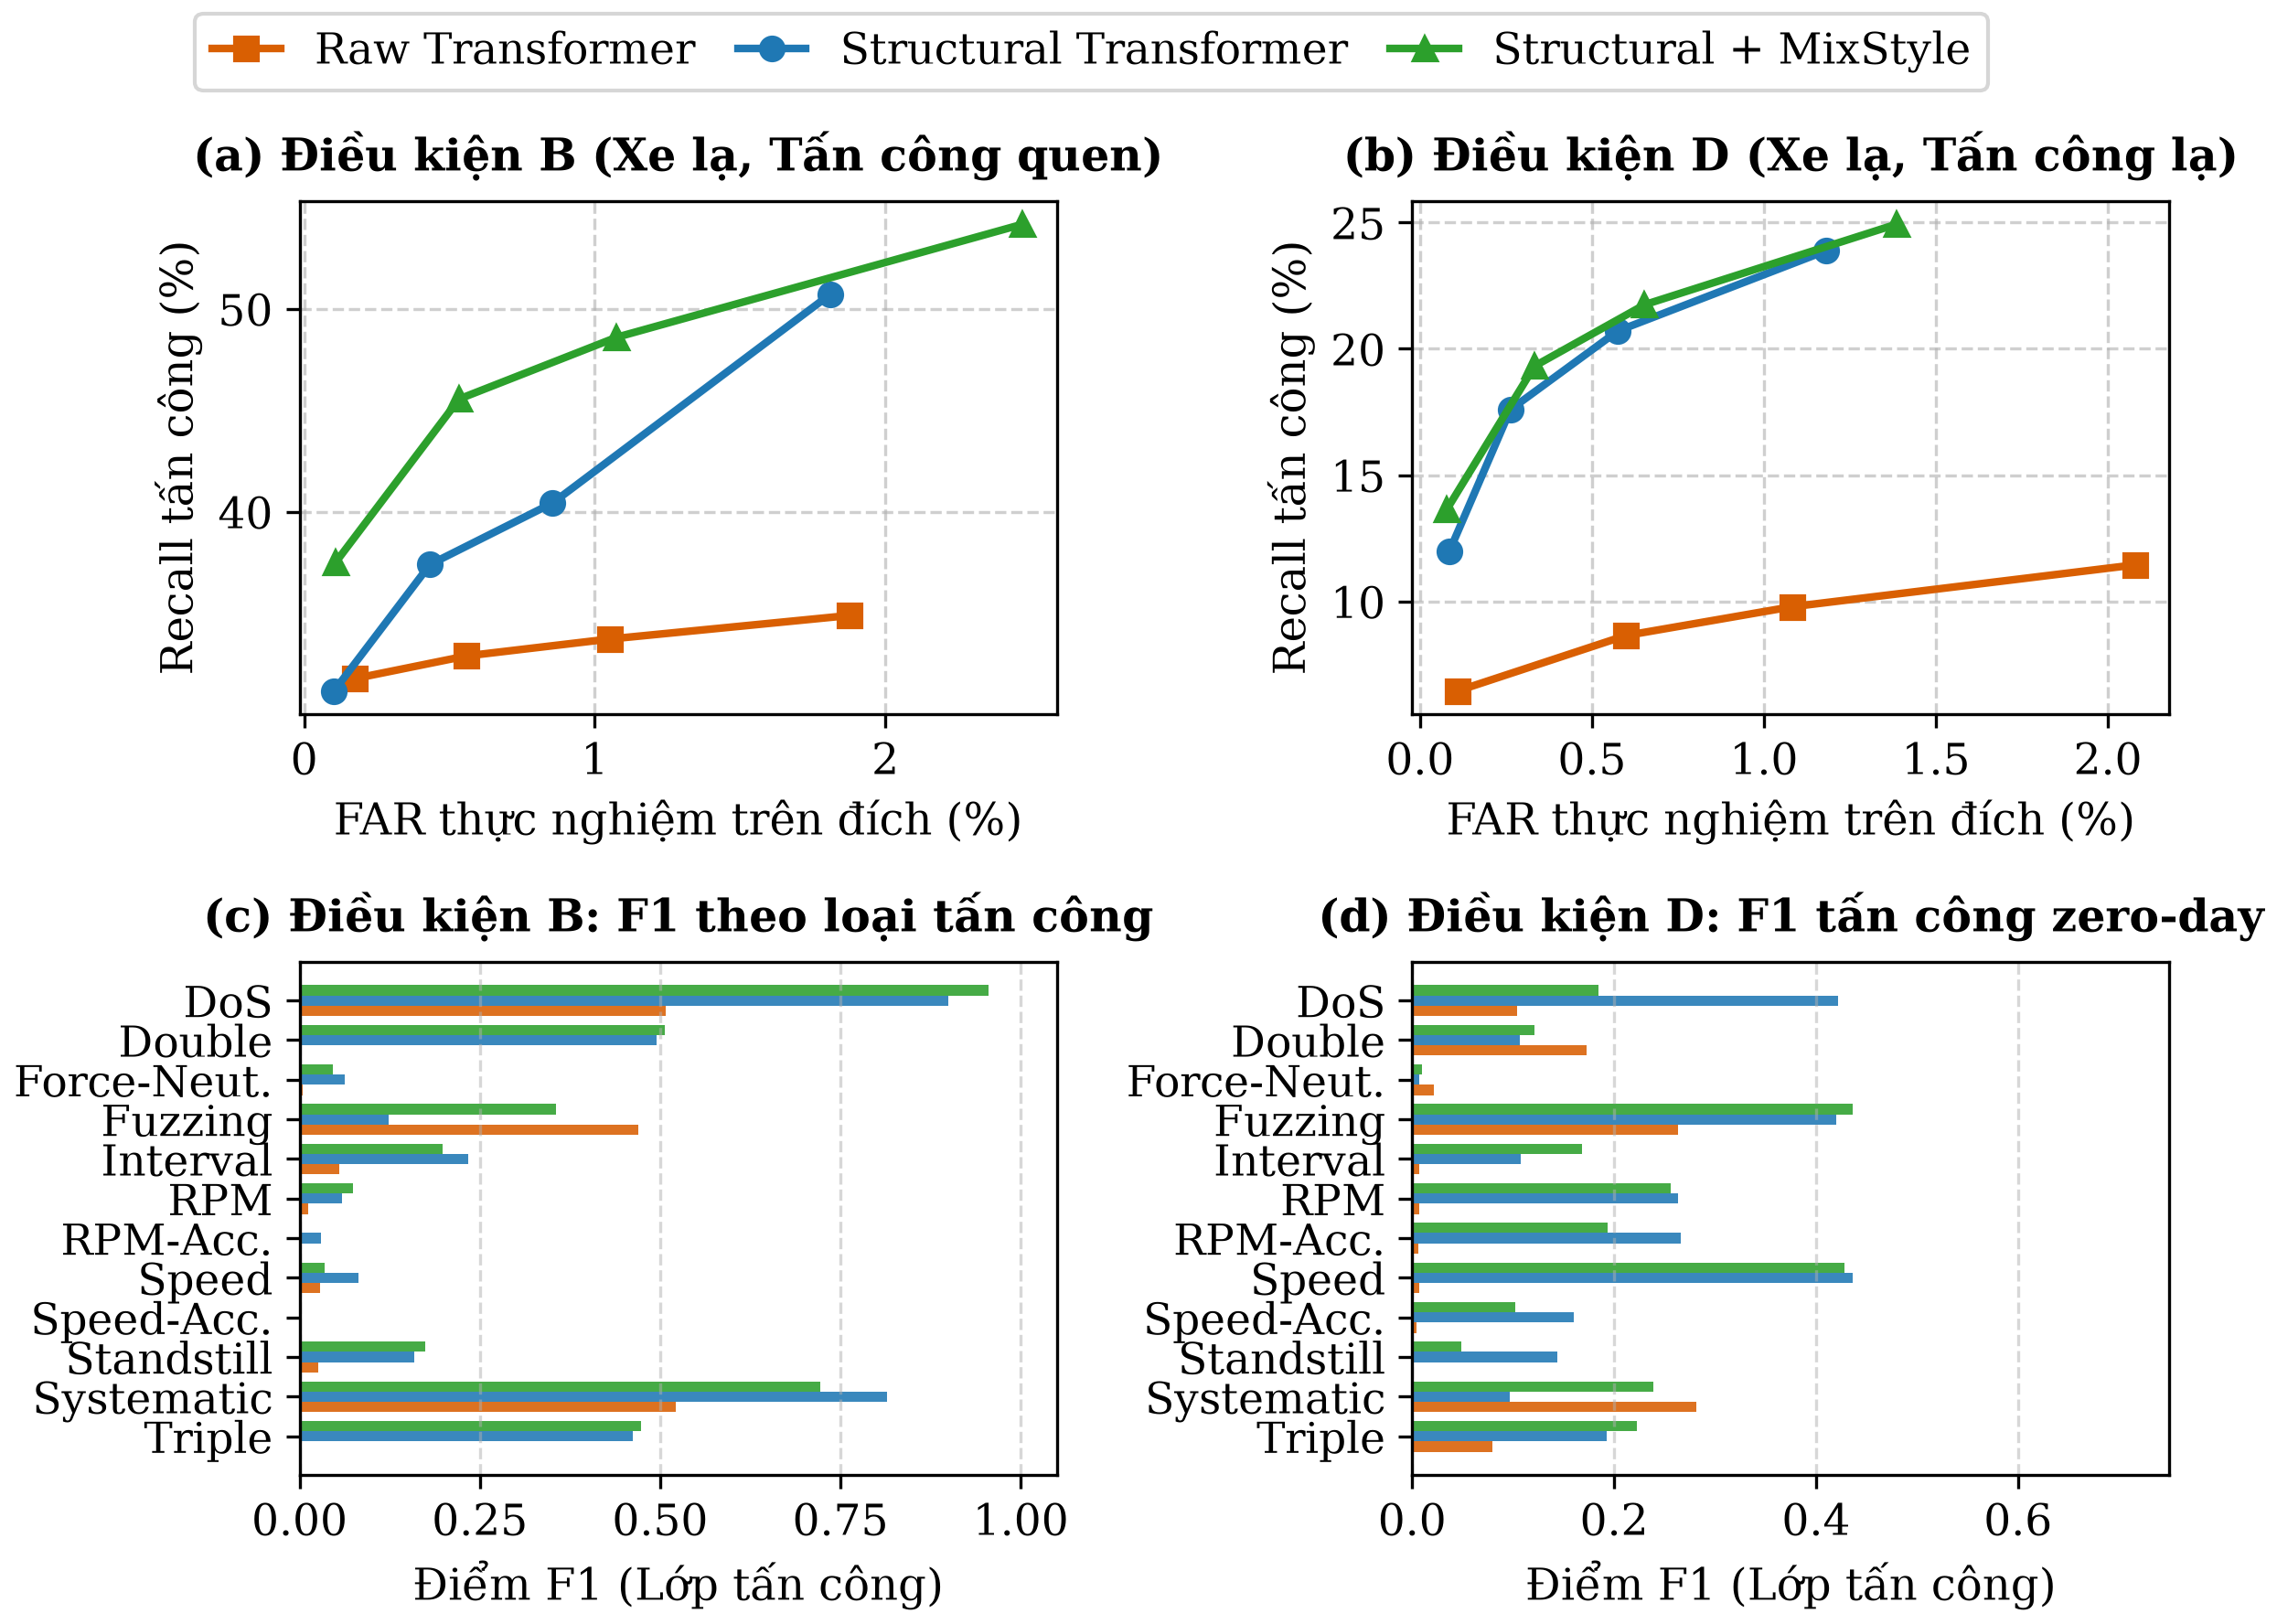 Raw Transformer Structural Transformer Structural + MixStyle
(a) Điều kiện B (Xe lạ, Tấn công quen)
Recall tấn công (%)
50
40
0 1 2
FAR thực nghiệm trên đích (%)
(b) Điều kiện D (Xe lạ, Tấn công lạ)
Recall tấn công (%)
25
20
15
10
0.0 0.5 1.0 1.5 2.0
FAR thực nghiệm trên đích (%)
(c) Điều kiện B: F1 theo loại tấn công
DoS
Double
Force-Neut.
Fuzzing
Interval
RPM
RPM-Acc.
Speed
Speed-Acc.
Standstill
Systematic
Triple
0.00 0.25 0.50 0.75 1.00
Điểm F1 (Lớp tấn công)
(d) Điều kiện D: F1 tấn công zero-day
DoS
Double
Force-Neut.
Fuzzing
Interval
RPM
RPM-Acc.
Speed
Speed-Acc.
Standstill
Systematic
Triple
0.0 0.2 0.4 0.6
Điểm F1 (Lớp tấn công)